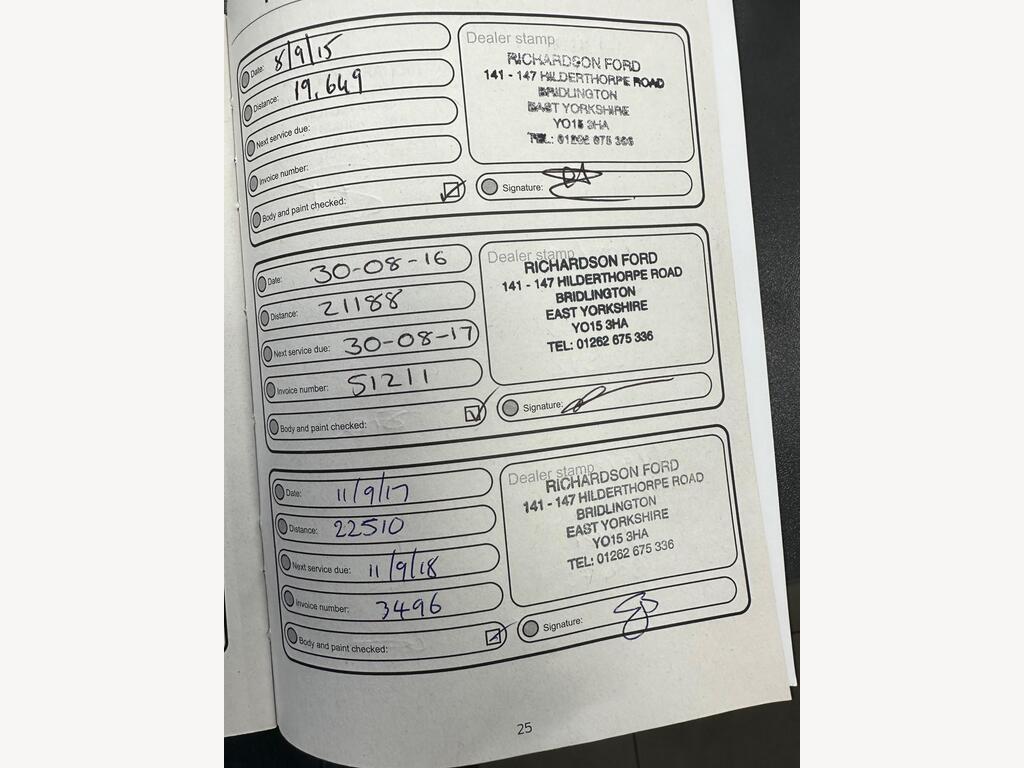 Dealer stamp
RICHARDSON FORD
141 - 147 HILDERTHORPE ROAD
BRIDLINGTON
EAST YORKSHIRE
YO15 3HA
TEL: 01262 675 336
Date: 8/9/15
Distance: 19,649
Next service due:
Invoice number:
Body and paint checked:
Signature:
Dealer stamp
RICHARDSON FORD
141 - 147 HILDERTHORPE ROAD
BRIDLINGTON
EAST YORKSHIRE
YO15 3HA
TEL: 01262 675 336
Date: 30-08-16
Distance: 21188
Next service due: 30-08-17
Invoice number: 51211
Body and paint checked:
Signature:
Dealer stamp
RICHARDSON FORD
141 - 147 HILDERTHORPE ROAD
BRIDLINGTON
EAST YORKSHIRE
YO15 3HA
TEL: 01262 675 336
Date: 11/9/17
Distance: 22510
Next service due: 11/9/18
Invoice number: 3496
Body and paint checked:
Signature:
25